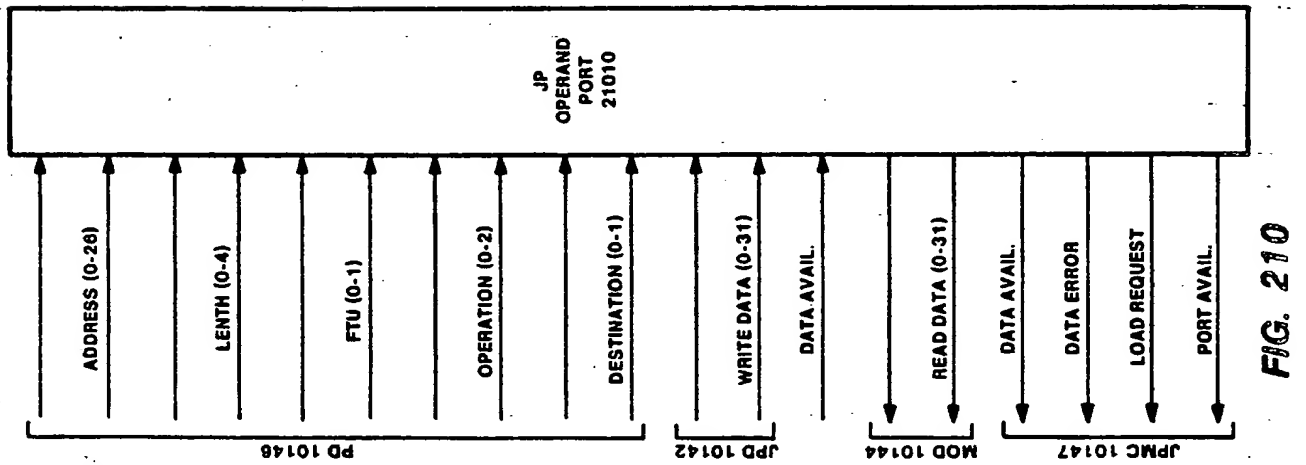 JP
OPERAND
PORT
21010
ADDRESS (0-26)
LENTH (0-4)
FTU (0-1)
OPERATION (0-2)
DESTINATION (0-1)
WRITE DATA (0-31)
DATA AVAIL.
READ DATA (0-31)
DATA AVAIL.
DATA ERROR
LOAD REQUEST
PORT AVAIL.
PD 10146
JPD 10142
MOD 10144
JPMC 10147
FIG. 210